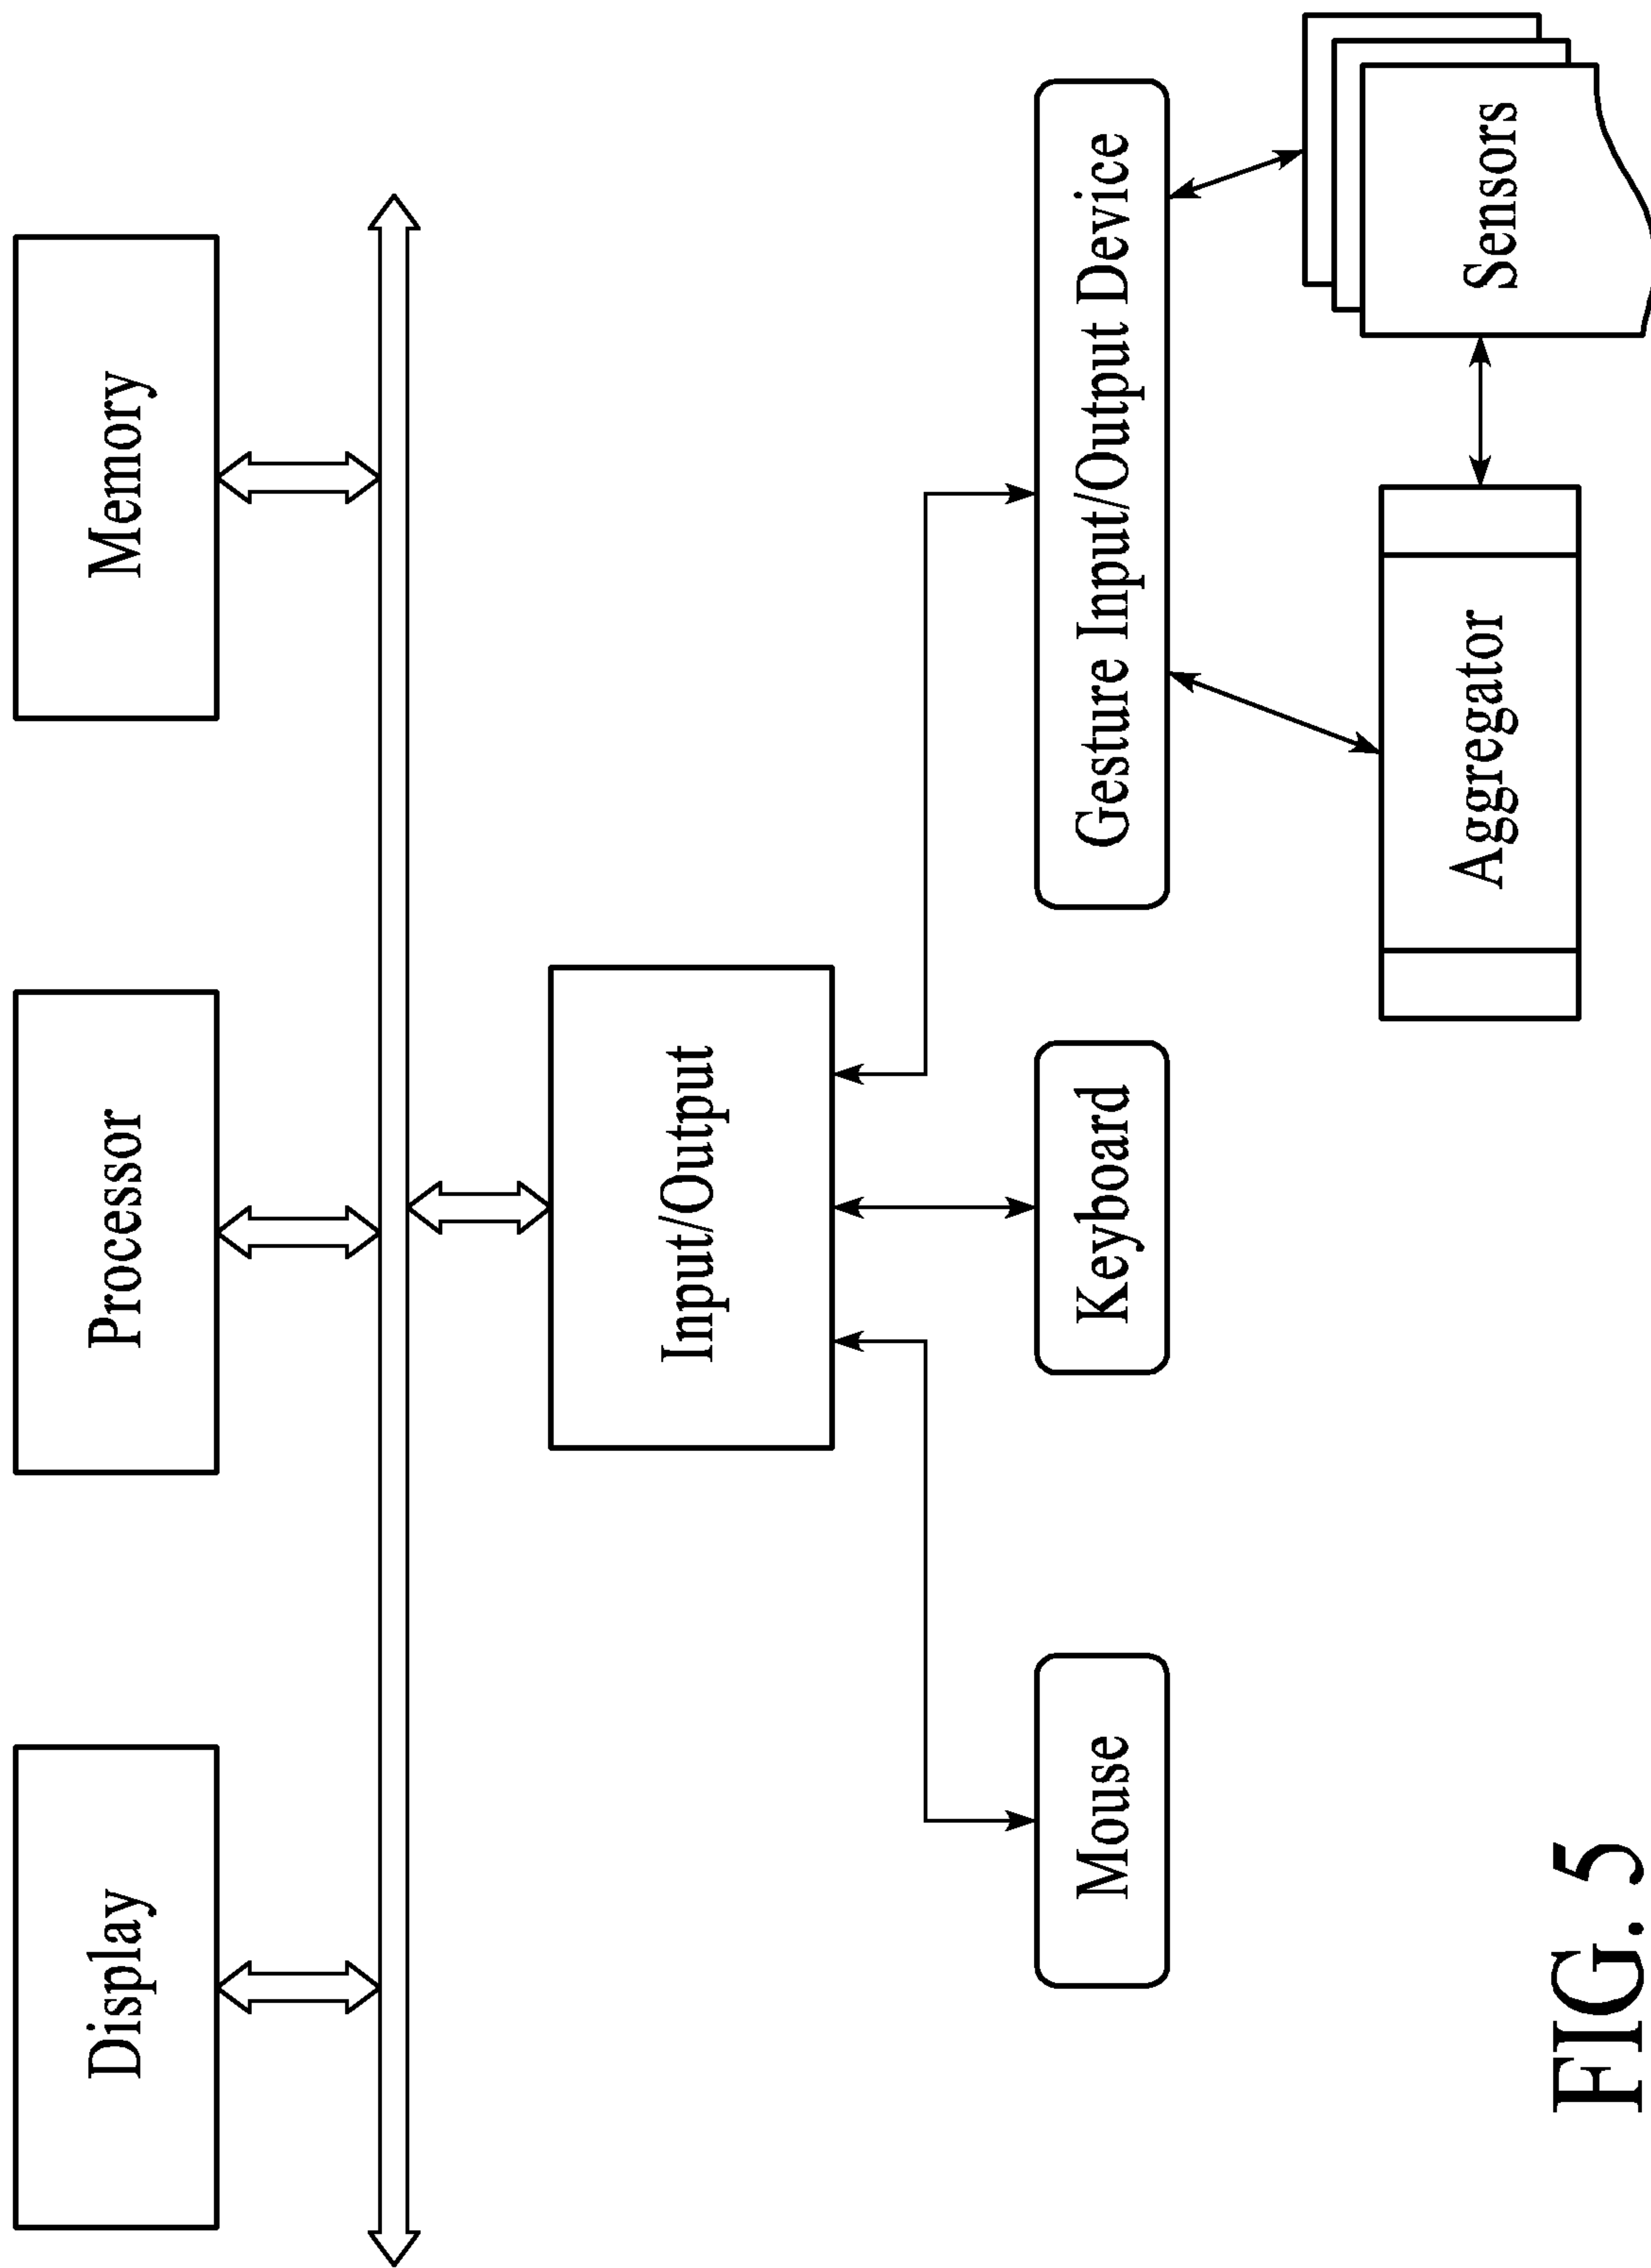 Display
Processor
Memory
Input/Output
Mouse
Keyboard
Gesture Input/Output Device
Aggregator
Sensors
FIG. 5